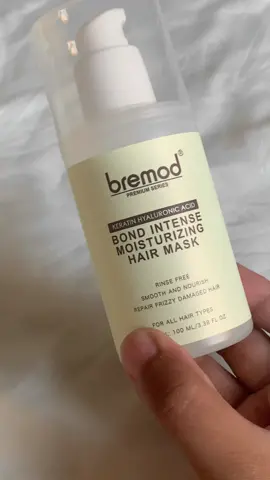 bremod®
PREMIUM SERIES
KERATIN HYALURONIC ACID
BOND INTENSE
MOISTURIZING
HAIR MASK
RINSE FREE
SMOOTH AND NOURISH
REPAIR FRIZZY DAMAGED HAIR
FOR ALL HAIR TYPES
100 ML/3.38 FL OZ